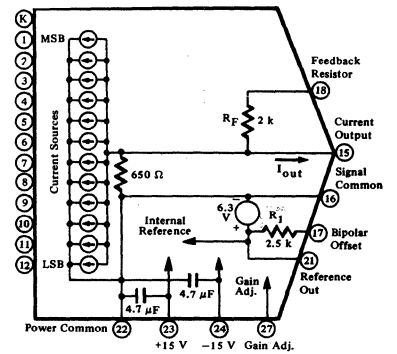 K
1
MSB
2
3
4
5
6
7
8
9
10
11
12
LSB
Current Sources
650 Ω
R_F
2 k
Feedback
Resistor
18
Current
Output
15
I_out
Signal
Common
16
6.3
V
−
+
R_1
2.5 k
17
Bipolar
Offset
Internal
Reference
21
Reference
Out
4.7 μF
4.7 μF
Gain
Adj.
Power Common
22
23
24
27
+15 V
−15 V
Gain Adj.